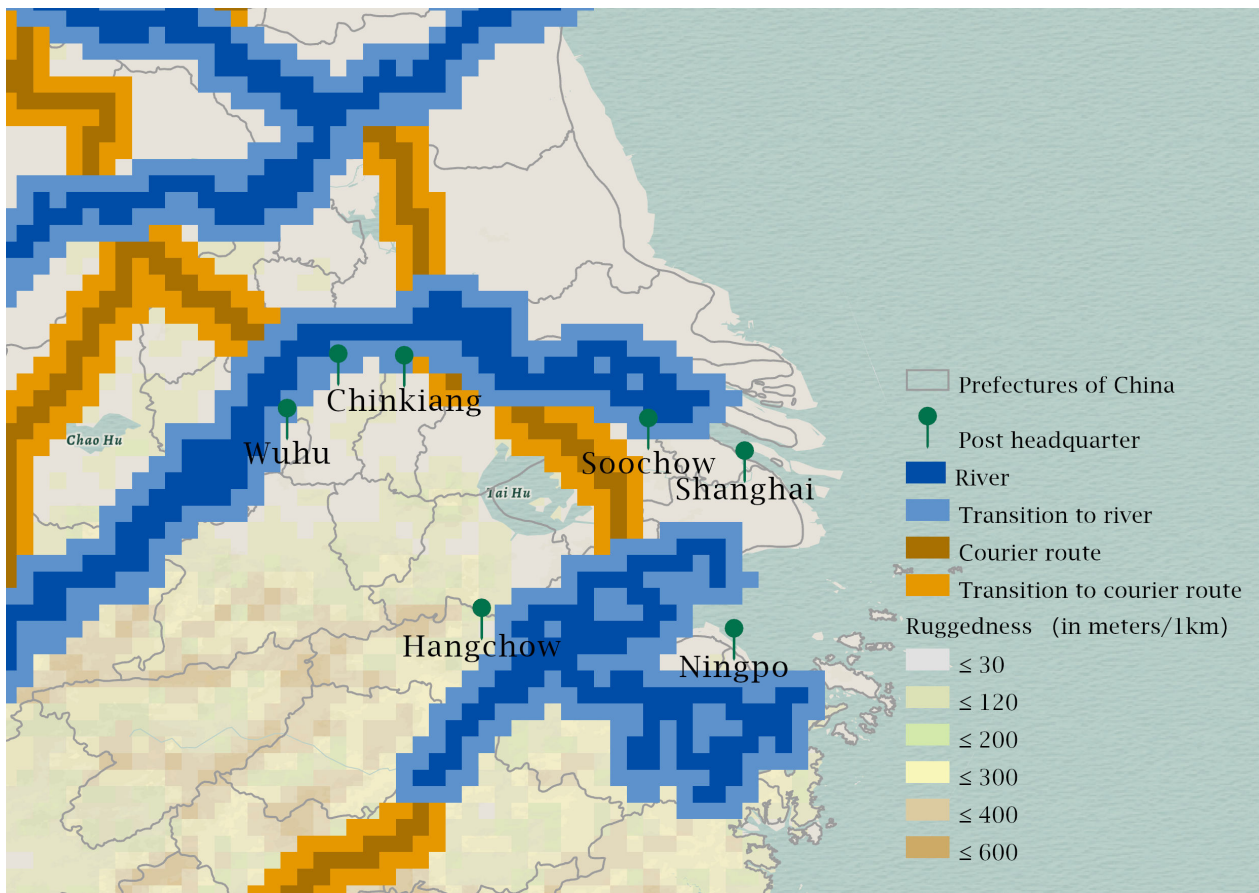 Chinkiang
Wuhu
Chao Hu
Soochow
Shanghai
Tai Hu
Hangchow
Ningpo
Prefectures of China
Post headquarter
River
Transition to river
Courier route
Transition to courier route
Ruggedness (in meters/1km)
≤ 30
≤ 120
≤ 200
≤ 300
≤ 400
≤ 600